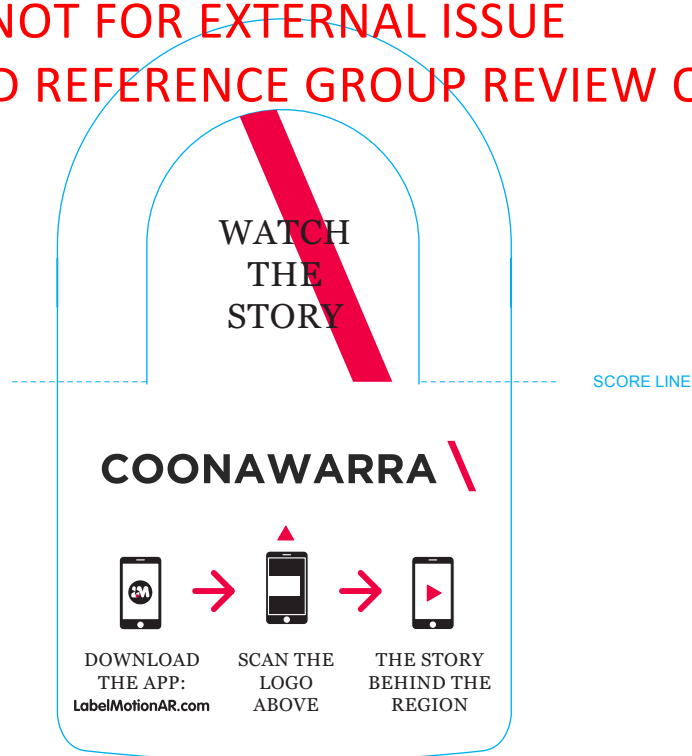 NOT FOR EXTERNAL ISSUE
REFERENCE GROUP REVIEW
WATCH
THE
STORY
SCORE LINE
COONAWARRA \
DOWNLOAD
THE APP:
LabelMotionAR.com
SCAN THE
LOGO
ABOVE
THE STORY
BEHIND THE
REGION